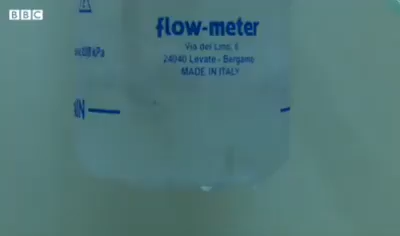 BBC
flow-meter
Via del Lino, 6
24040 Levate - Bergamo
MADE IN ITALY